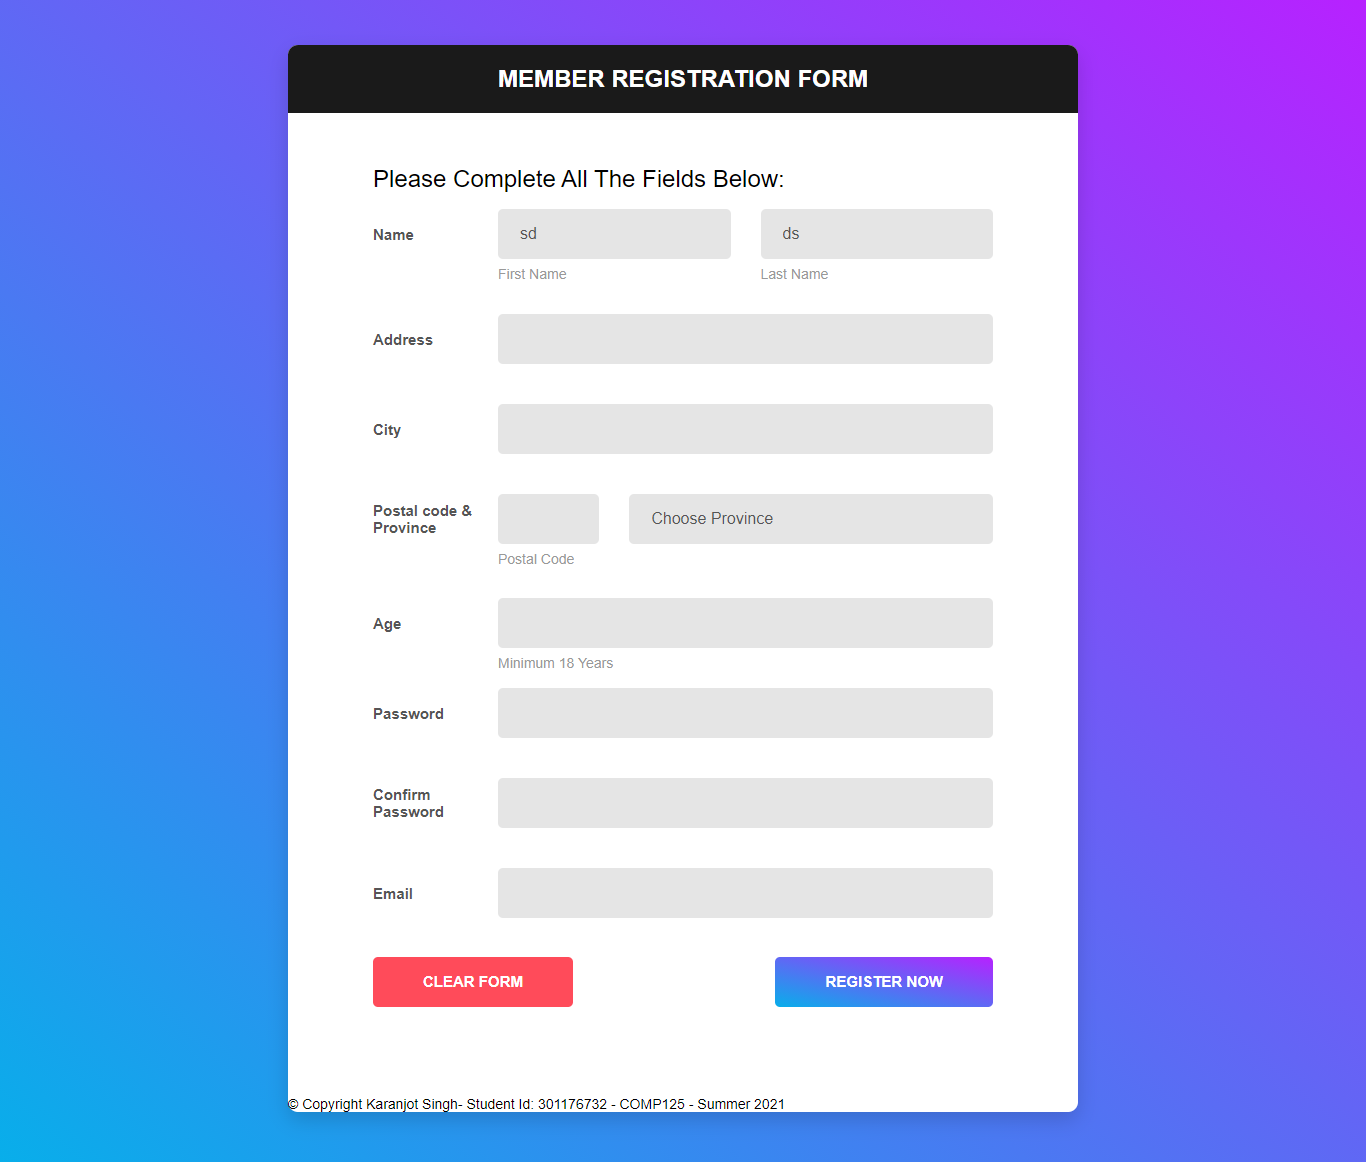 MEMBER REGISTRATION FORM
Please Complete All The Fields Below:
Name
sd
ds
First Name
Last Name
Address
City
Postal code &
Province
Choose Province
Postal Code
Age
Minimum 18 Years
Password
Confirm
Password
Email
CLEAR FORM
REGISTER NOW
© Copyright Karanjot Singh- Student Id: 301176732 - COMP125 - Summer 2021